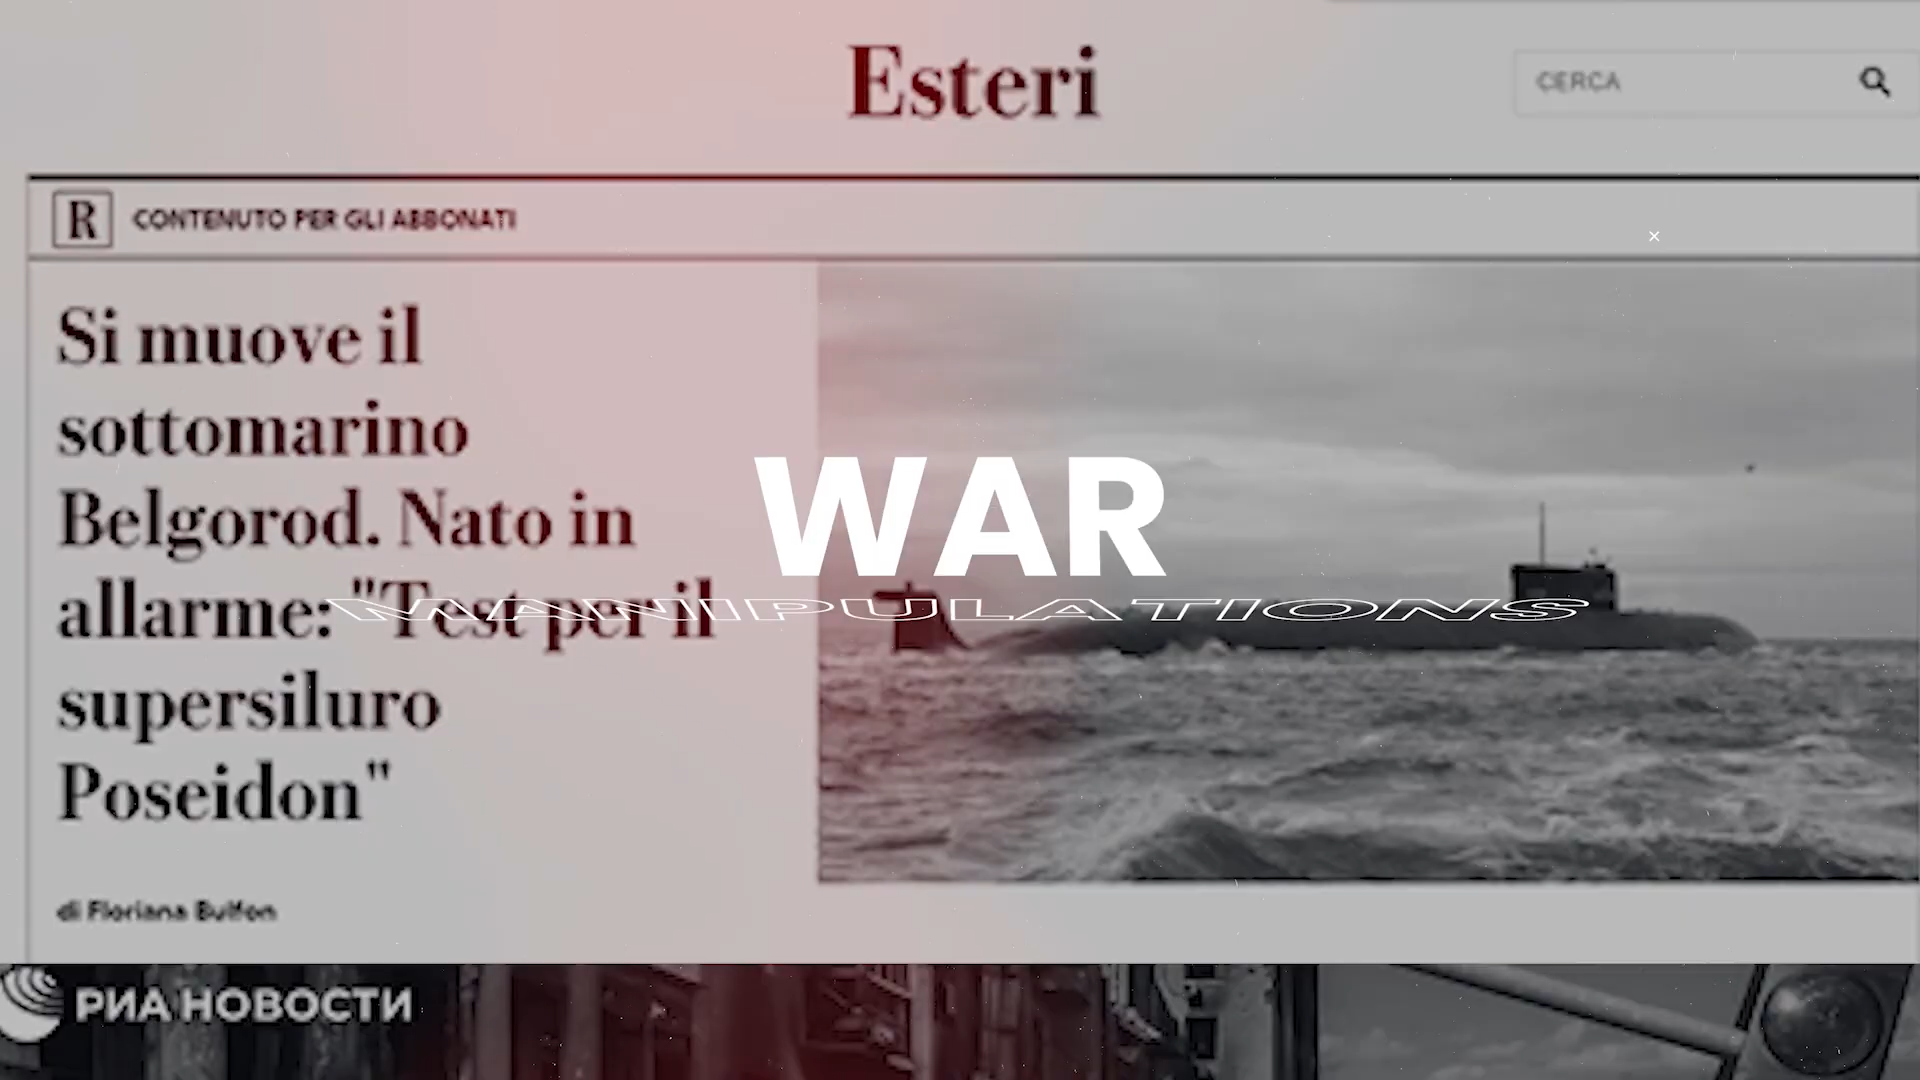 Esteri
CERCA
R CONTENUTO PER GLI ABBONATI
Si muove il
sottomarino
Belgorod. Nato in
allarme: "Test per il
supersiluro
Poseidon"
di Floriana Bulfon
WAR
MANIPULATIONS
РИА НОВОСТИ